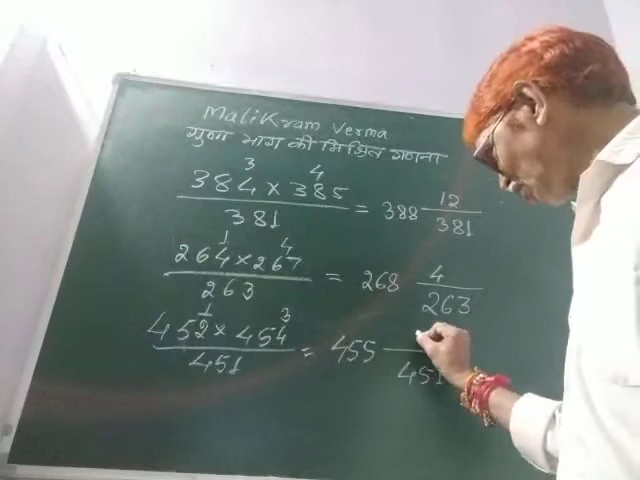 MaliKram Verma
गुणा भाग की मिश्रित गणना
3 4
384 × 385
381
= 388 12/381
1 4
264 × 267
263
= 268 4/263
1 3
452 × 454
451
= 455 /451